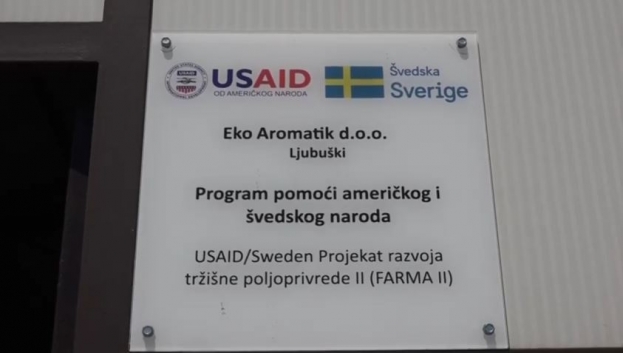 USAID
OD AMERIČKOG NARODA
Švedska
Sverige
Eko Aromatik d.o.o.
Ljubuški
Program pomoći američkog i
švedskog naroda
USAID/Sweden Projekat razvoja
tržišne poljoprivrede II (FARMA II)